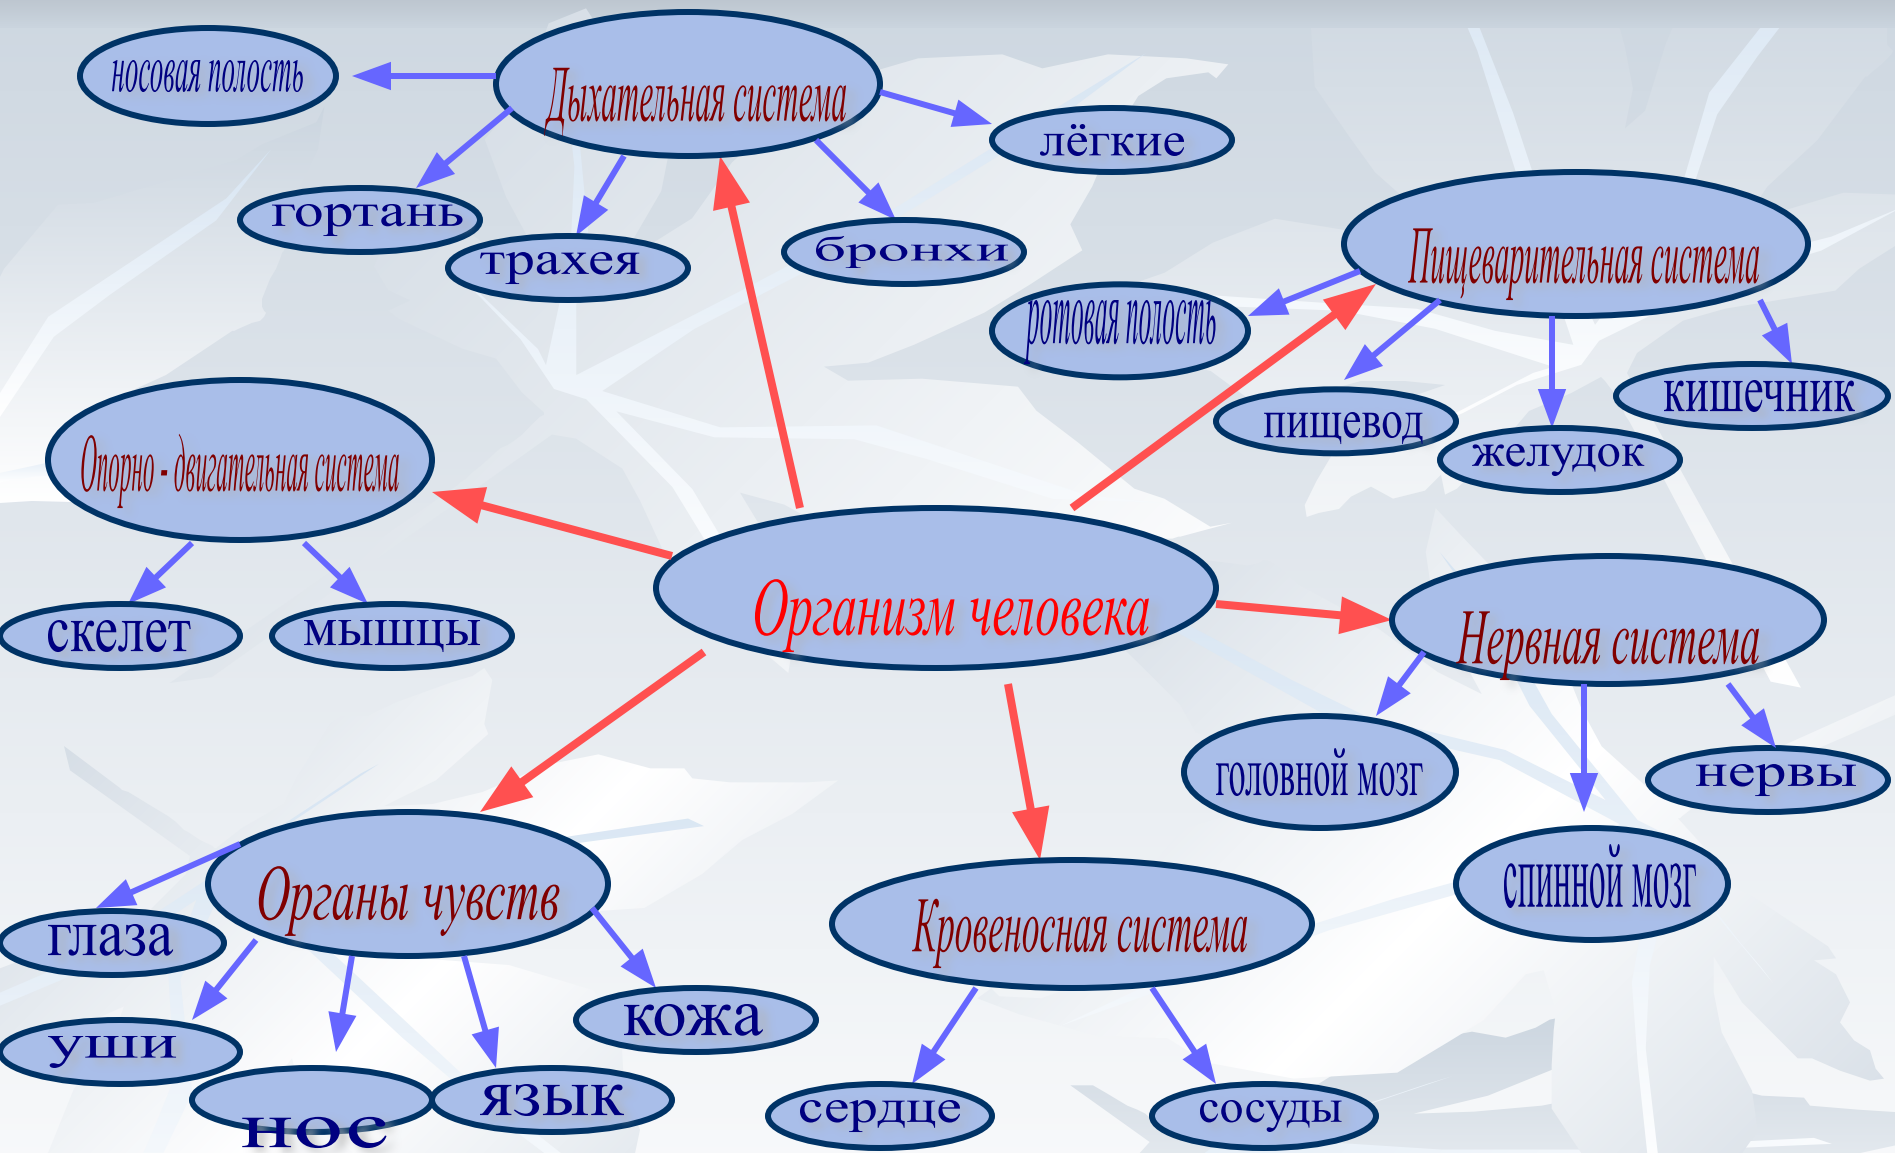 носовая полость
Дыхательная система
лёгкие
гортань
трахея
бронхи
Пищеварительная система
ротовая полость
пищевод
желудок
кишечник
Опорно - двигательная система
скелет
мышцы
Организм человека
Нервная система
головной мозг
спинной мозг
нервы
Органы чувств
глаза
уши
нос
язык
кожа
Кровеносная система
сердце
сосуды